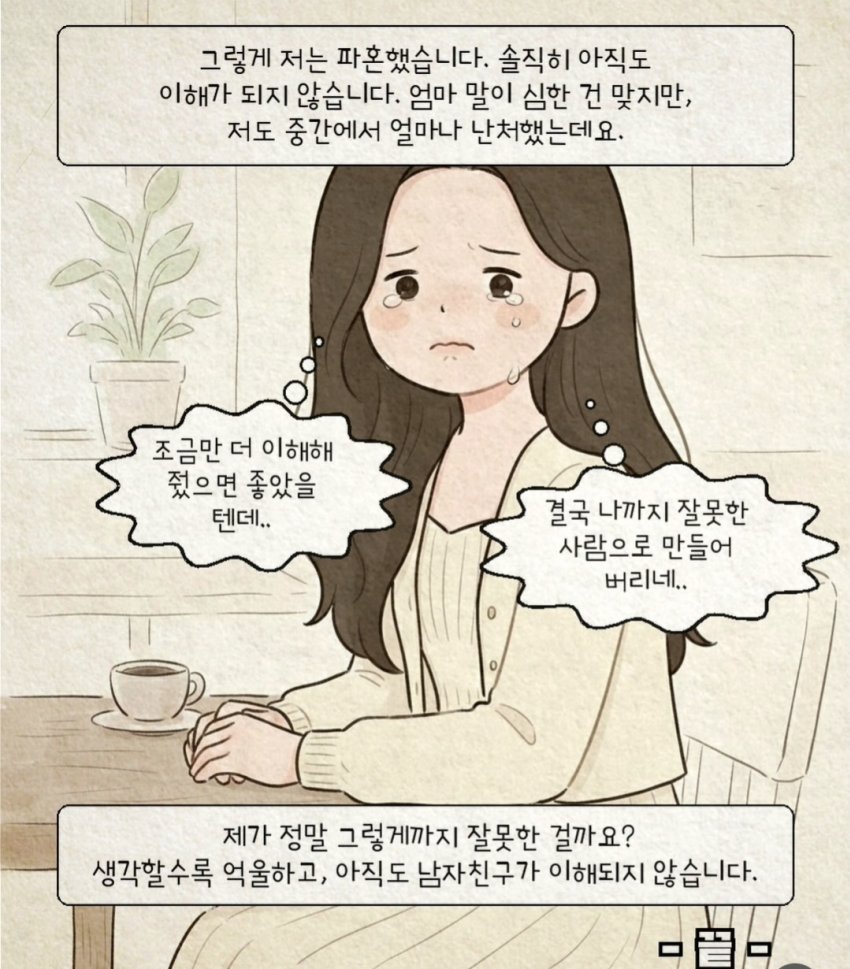 그렇게 저는 파혼했습니다. 솔직히 아직도
이해가 되지 않습니다. 엄마 말이 심한 건 맞지만,
저도 중간에서 얼마나 난처했는데요.
조금만 더 이해해
줬으면 좋았을
텐데..
결국 나까지 잘못한
사람으로 만들어
버리네..
제가 정말 그렇게까지 잘못한 걸까요?
생각할수록 억울하고, 아직도 남자친구가 이해되지 않습니다.
-끝-